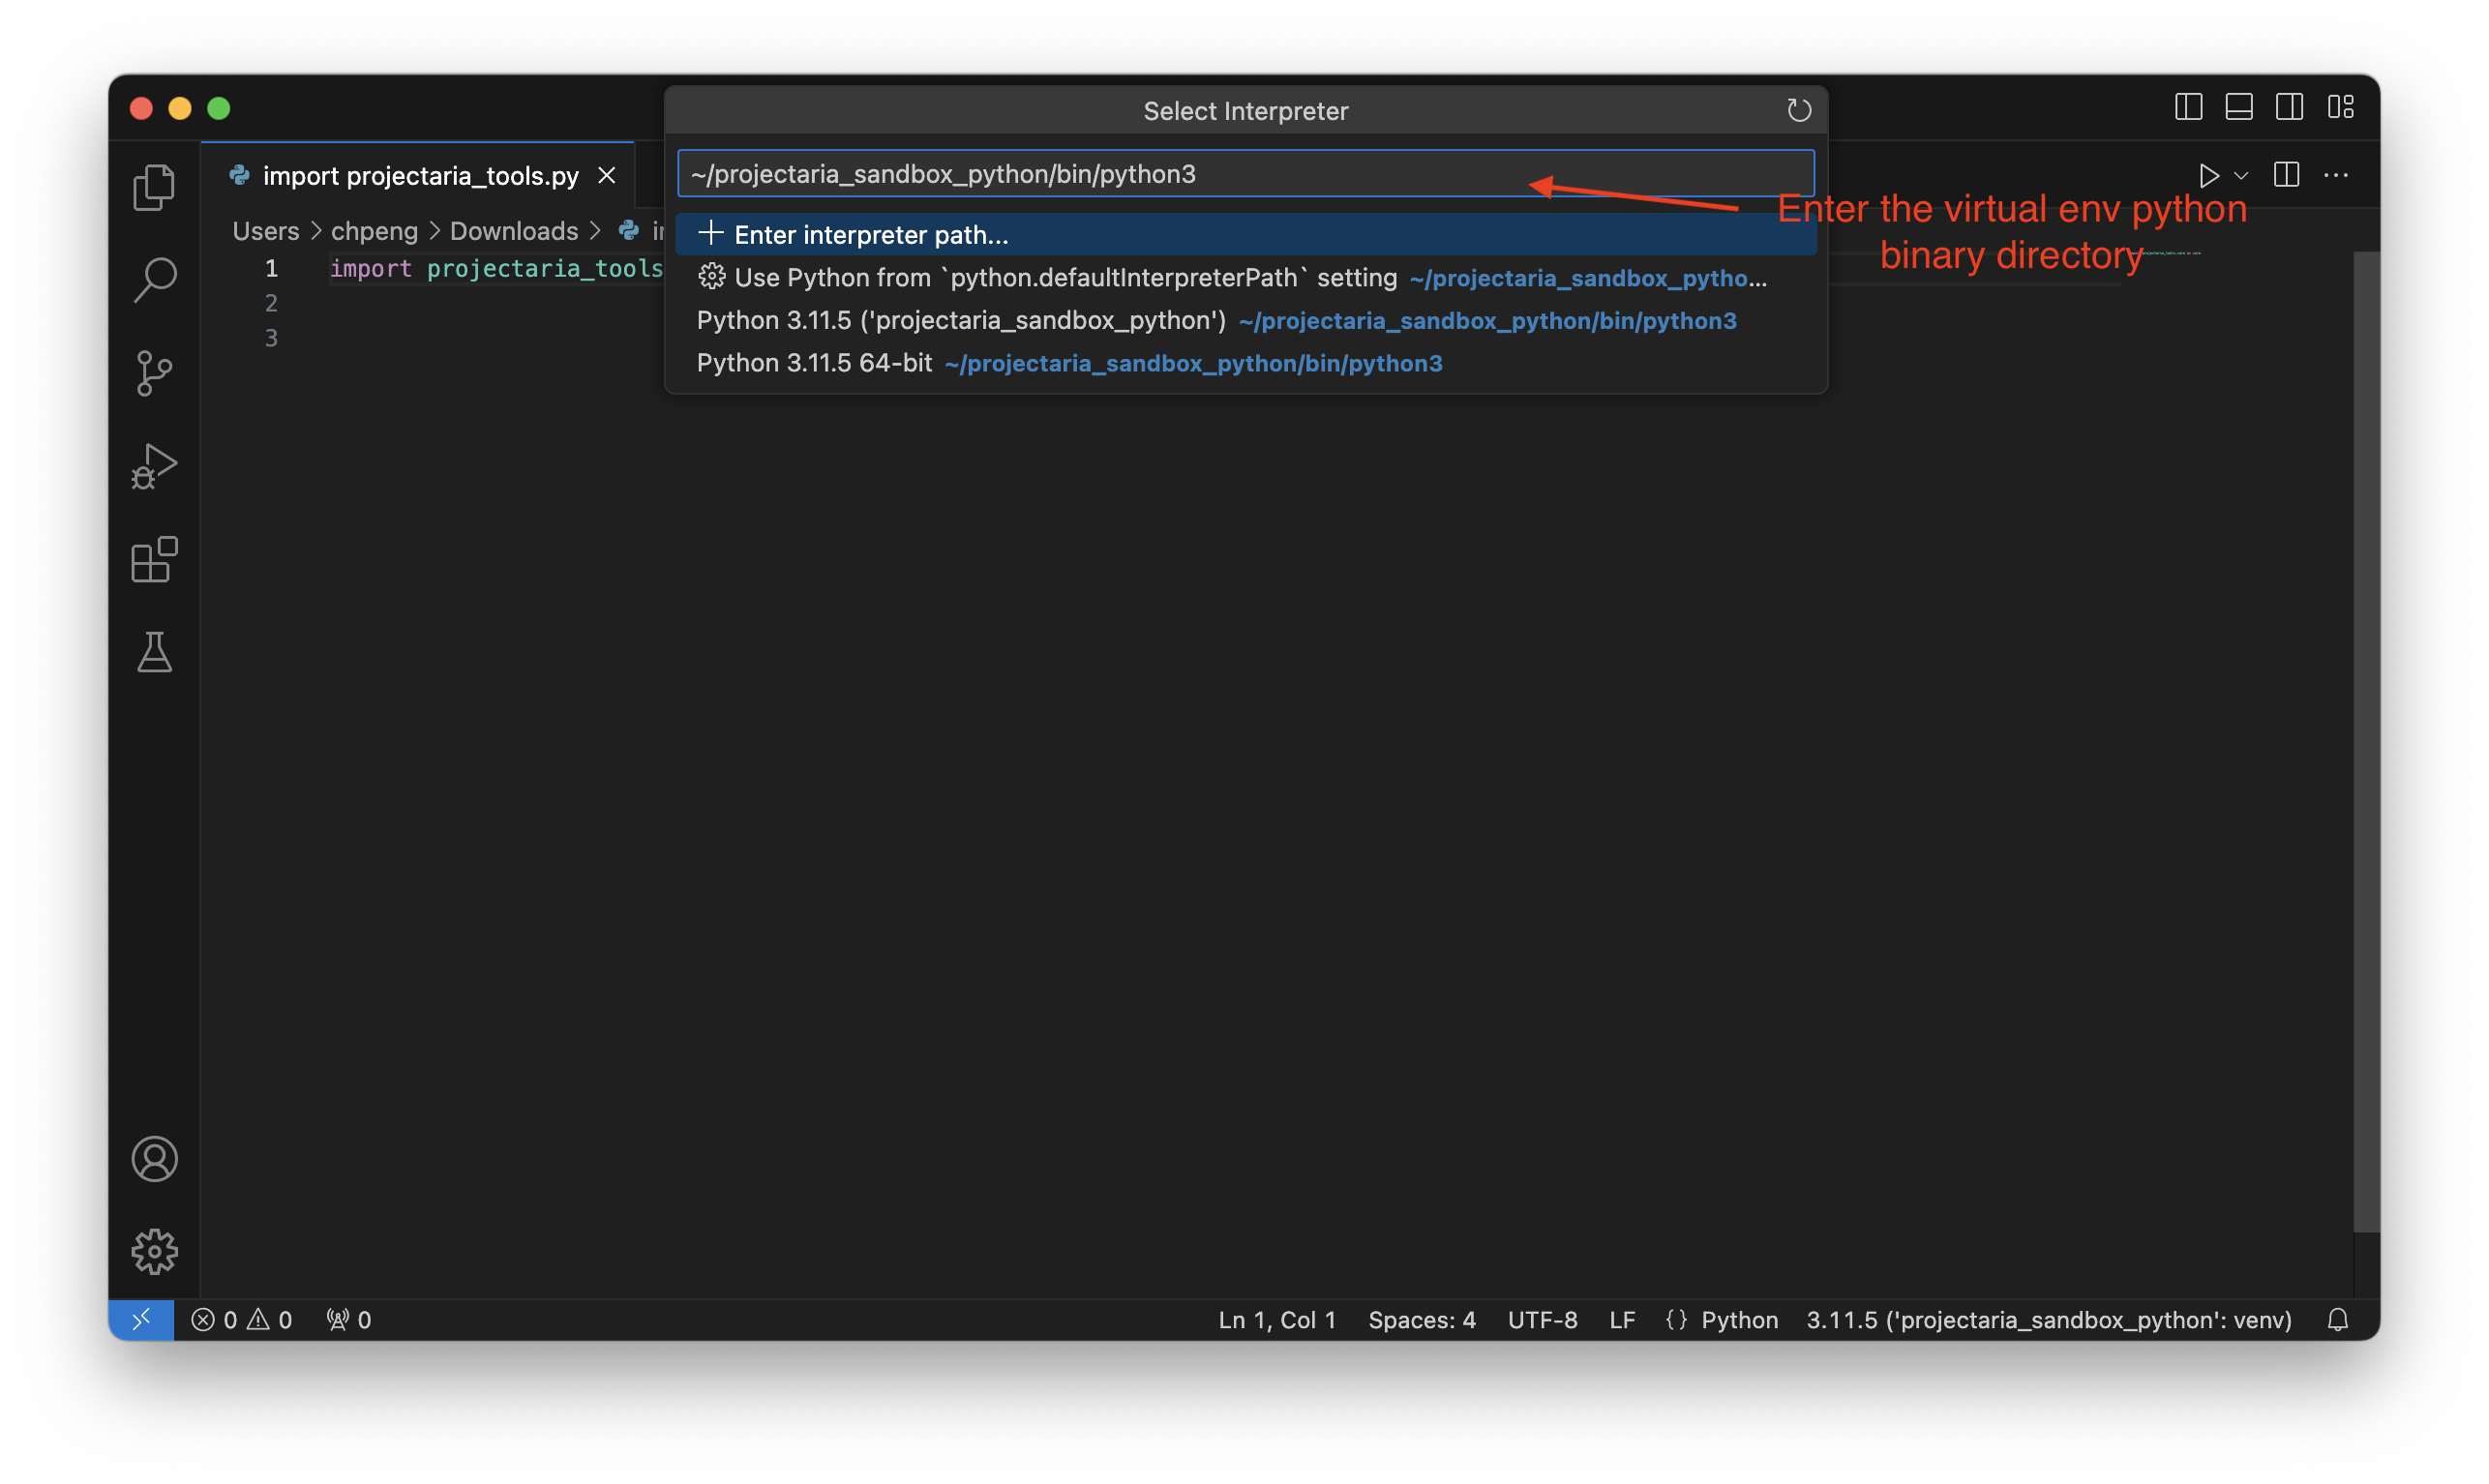 Select Interpreter
import projectaria_tools.py
~/projectaria_sandbox_python/bin/python3
Enter the virtual env python
binary directory
Users > chpeng > Downloads >
+ Enter interpreter path...
1 import projectaria_tools
Use Python from `python.defaultInterpreterPath` setting ~/projectaria_sandbox_pytho...
2
Python 3.11.5 ('projectaria_sandbox_python') ~/projectaria_sandbox_python/bin/python3
3
Python 3.11.5 64-bit ~/projectaria_sandbox_python/bin/python3
0 0 0
Ln 1, Col 1 Spaces: 4 UTF-8 LF {} Python 3.11.5 ('projectaria_sandbox_python': venv)